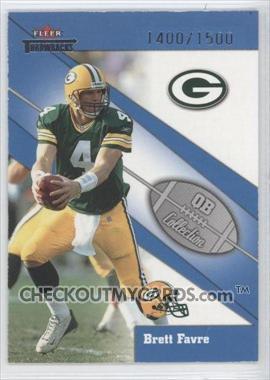 FLEER
THROWBACKS
1400/1500
G
4
QB
Collection
CHECKOUTMYCARDS.COM
TM
Brett Favre